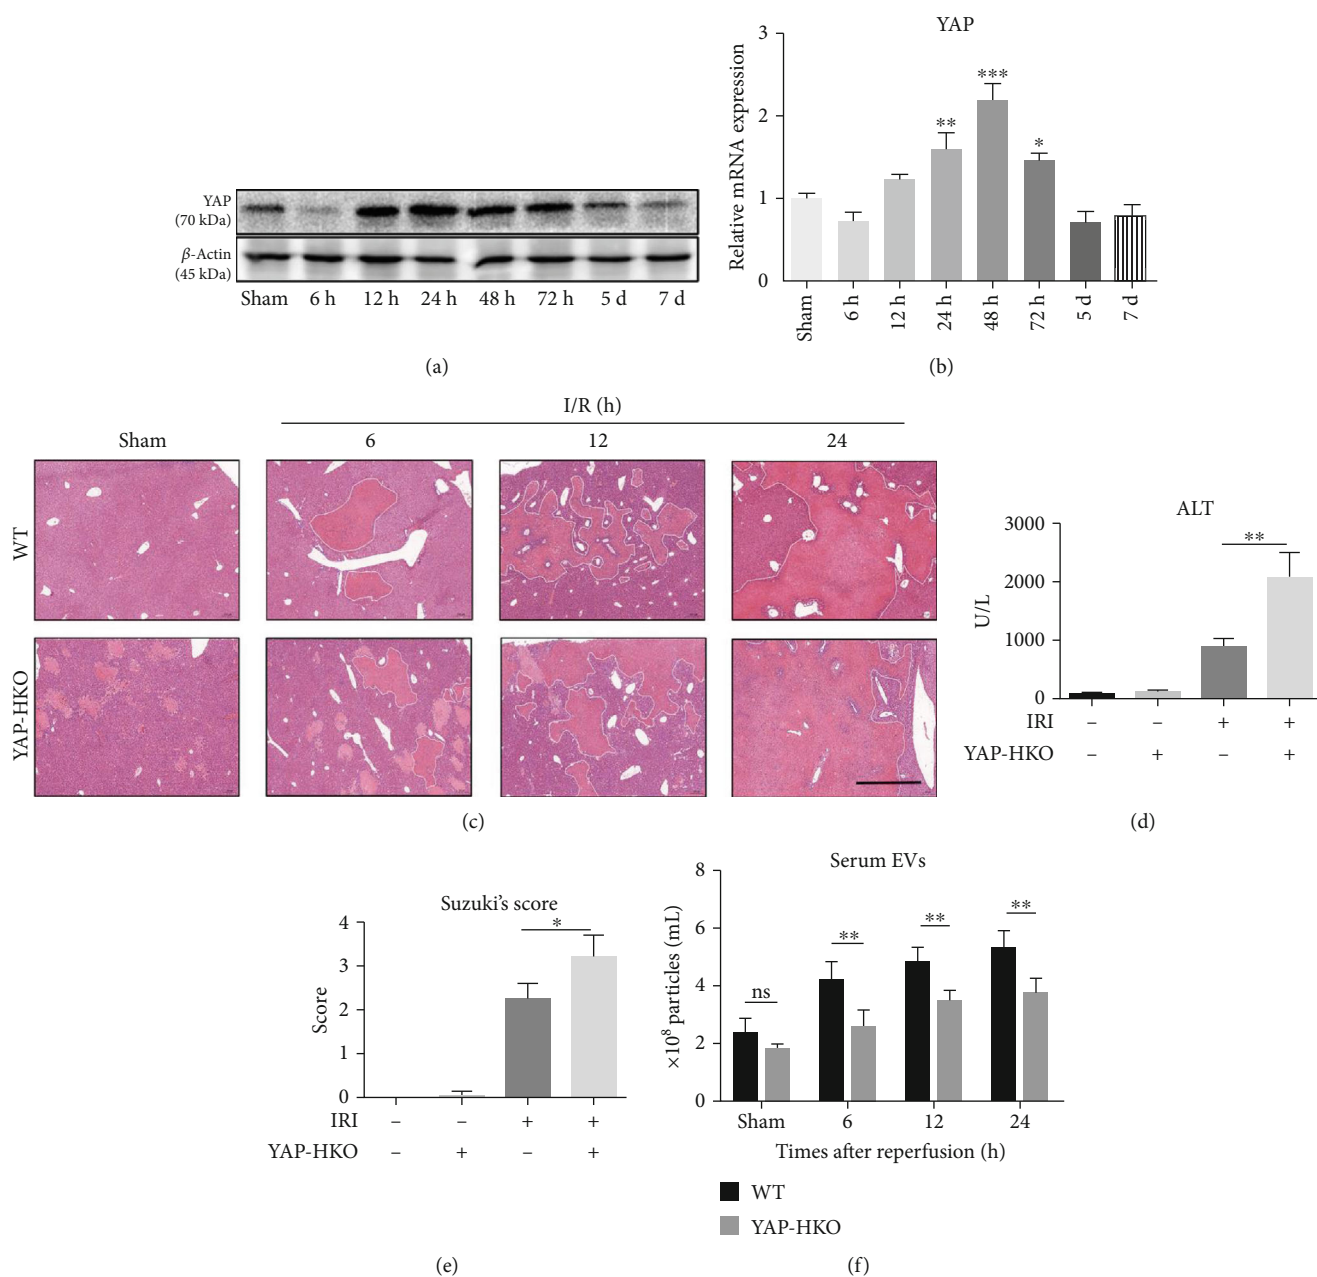 YAP
(70 kDa)
β-Actin
(45 kDa)
Sham 6 h 12 h 24 h 48 h 72 h 5 d 7 d
(a)
YAP
Relative mRNA expression
3
2
1
0
*** 
**
*
Sham 6 h 12 h 24 h 48 h 72 h 5 d 7 d
(b)
I/R (h)
Sham 6 12 24
WT
YAP-HKO
(c)
ALT
U/L
3000
2000
1000
0
**
IRI – – + +
YAP-HKO – + – +
(d)
Suzuki's score
Score
4
3
2
1
0
*
IRI – – + +
YAP-HKO – + – +
(e)
Serum EVs
×10⁸ particles (mL)
8
6
4
2
0
ns ** ** **
Sham 6 12 24
Times after reperfusion (h)
WT
YAP-HKO
(f)